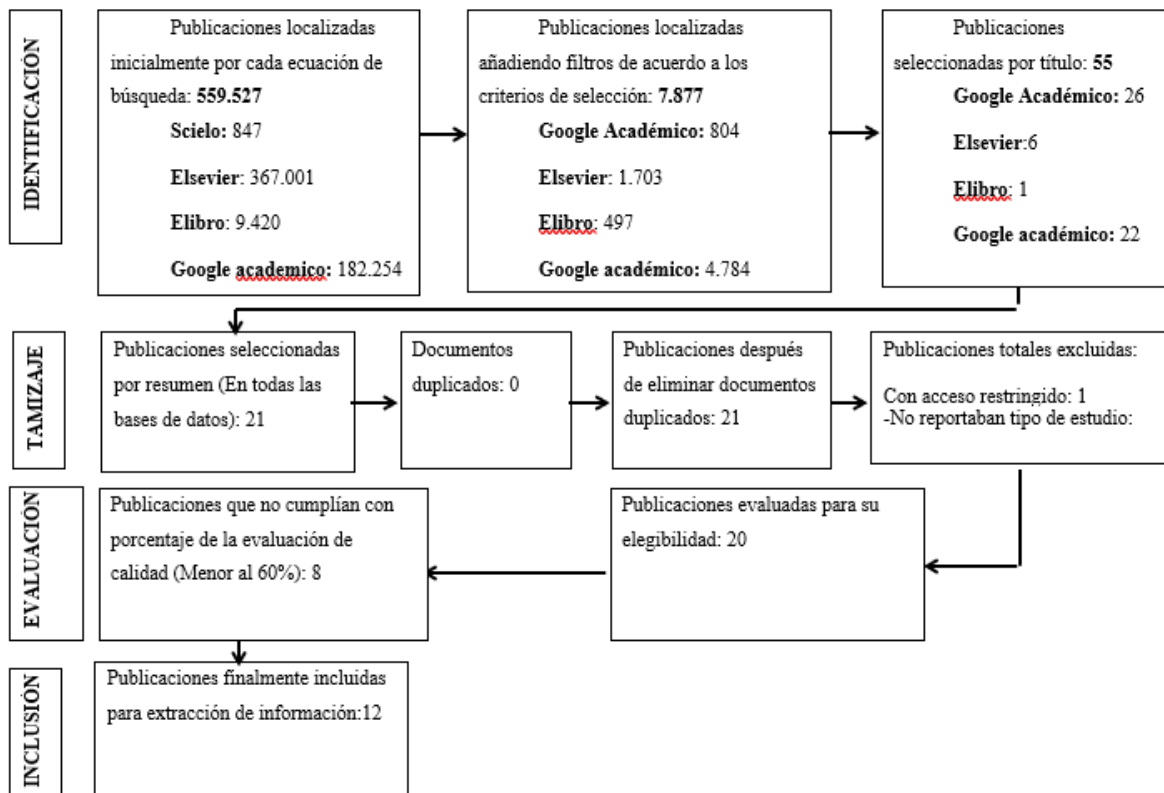 IDENTIFICACIÓN
Publicaciones localizadas
inicialmente por cada ecuación de
búsqueda: 559.527
Scielo: 847
Elsevier: 367.001
Elibro: 9.420
Google academico: 182.254
Publicaciones localizadas
añadiendo filtros de acuerdo a los
criterios de selección: 7.877
Google Académico: 804
Elsevier: 1.703
Elibro: 497
Google académico: 4.784
Publicaciones
seleccionadas por título: 55
Google Académico: 26
Elsevier:6
Elibro: 1
Google académico: 22
TAMIZAJE
Publicaciones seleccionadas
por resumen (En todas las
bases de datos): 21
Documentos
duplicados: 0
Publicaciones después
de eliminar documentos
duplicados: 21
Publicaciones totales excluidas:
Con acceso restringido: 1
-No reportaban tipo de estudio:
EVALUACIÓN
Publicaciones que no cumplían con
porcentaje de la evaluación de
calidad (Menor al 60%): 8
Publicaciones evaluadas para su
elegibilidad: 20
INCLUSIÓN
Publicaciones finalmente incluidas
para extracción de información:12